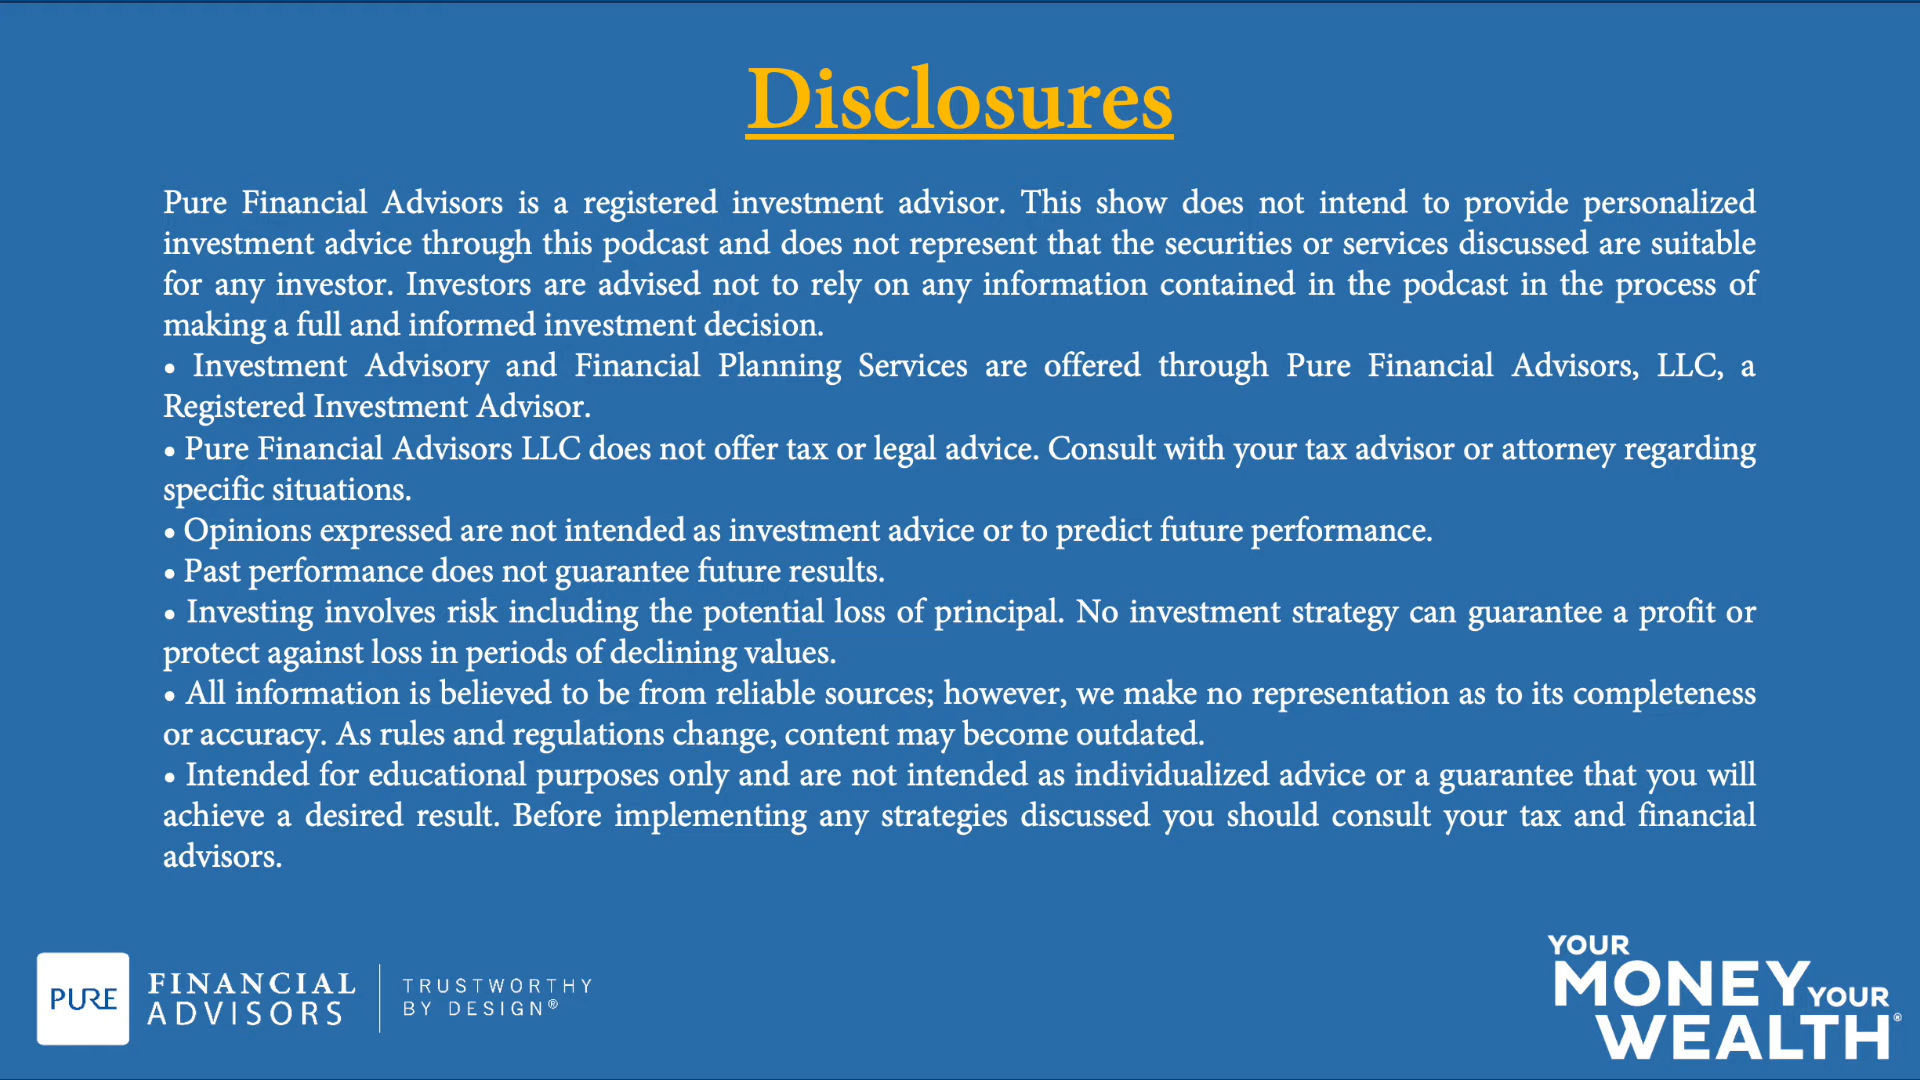 Disclosures
Pure Financial Advisors is a registered investment advisor. This show does not intend to provide personalized
investment advice through this podcast and does not represent that the securities or services discussed are suitable
for any investor. Investors are advised not to rely on any information contained in the podcast in the process of
making a full and informed investment decision.
• Investment Advisory and Financial Planning Services are offered through Pure Financial Advisors, LLC, a
Registered Investment Advisor.
• Pure Financial Advisors LLC does not offer tax or legal advice. Consult with your tax advisor or attorney regarding
specific situations.
• Opinions expressed are not intended as investment advice or to predict future performance.
• Past performance does not guarantee future results.
• Investing involves risk including the potential loss of principal. No investment strategy can guarantee a profit or
protect against loss in periods of declining values.
• All information is believed to be from reliable sources; however, we make no representation as to its completeness
or accuracy. As rules and regulations change, content may become outdated.
• Intended for educational purposes only and are not intended as individualized advice or a guarantee that you will
achieve a desired result. Before implementing any strategies discussed you should consult your tax and financial
advisors.
PURE
FINANCIAL
ADVISORS
TRUSTWORTHY
BY DESIGN®
YOUR
MONEY YOUR
WEALTH®